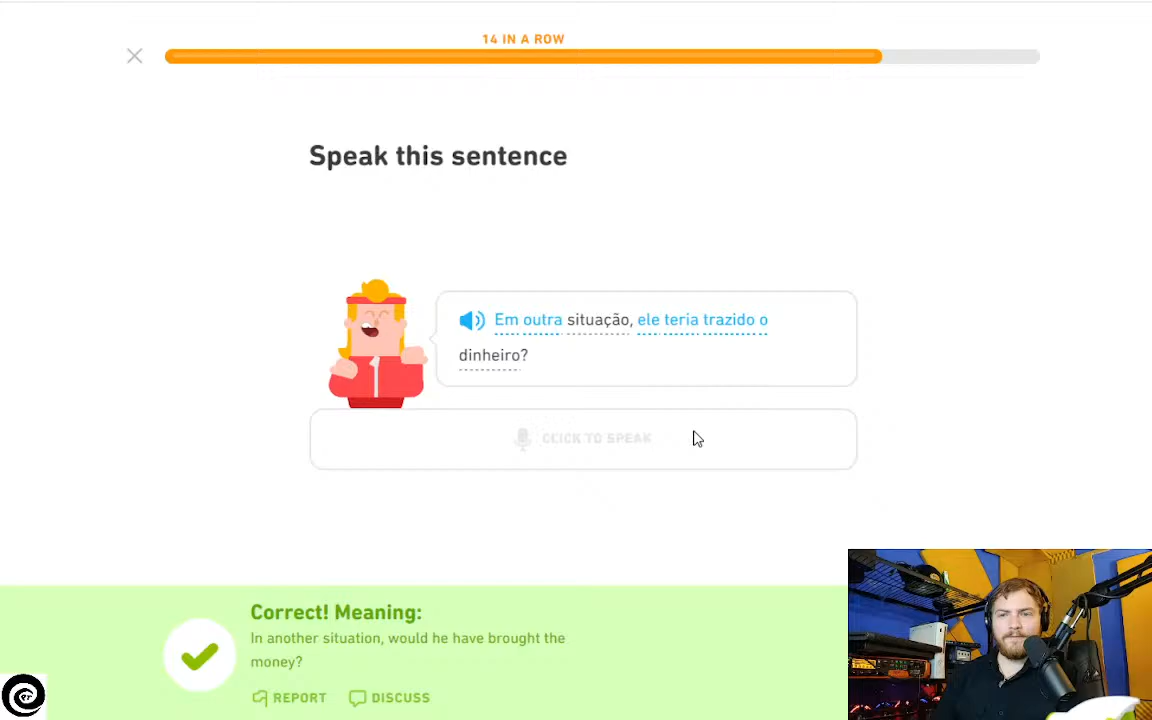 14 IN A ROW
Speak this sentence
Em outra situação, ele teria trazido o
dinheiro?
CLICK TO SPEAK
Correct! Meaning:
In another situation, would he have brought the
money?
REPORT DISCUSS